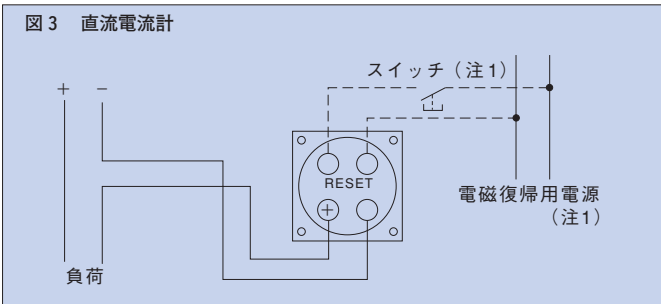 図3 直流電流計
スイッチ(注1)
+ −
RESET
+
電磁復帰用電源
(注1)
負荷